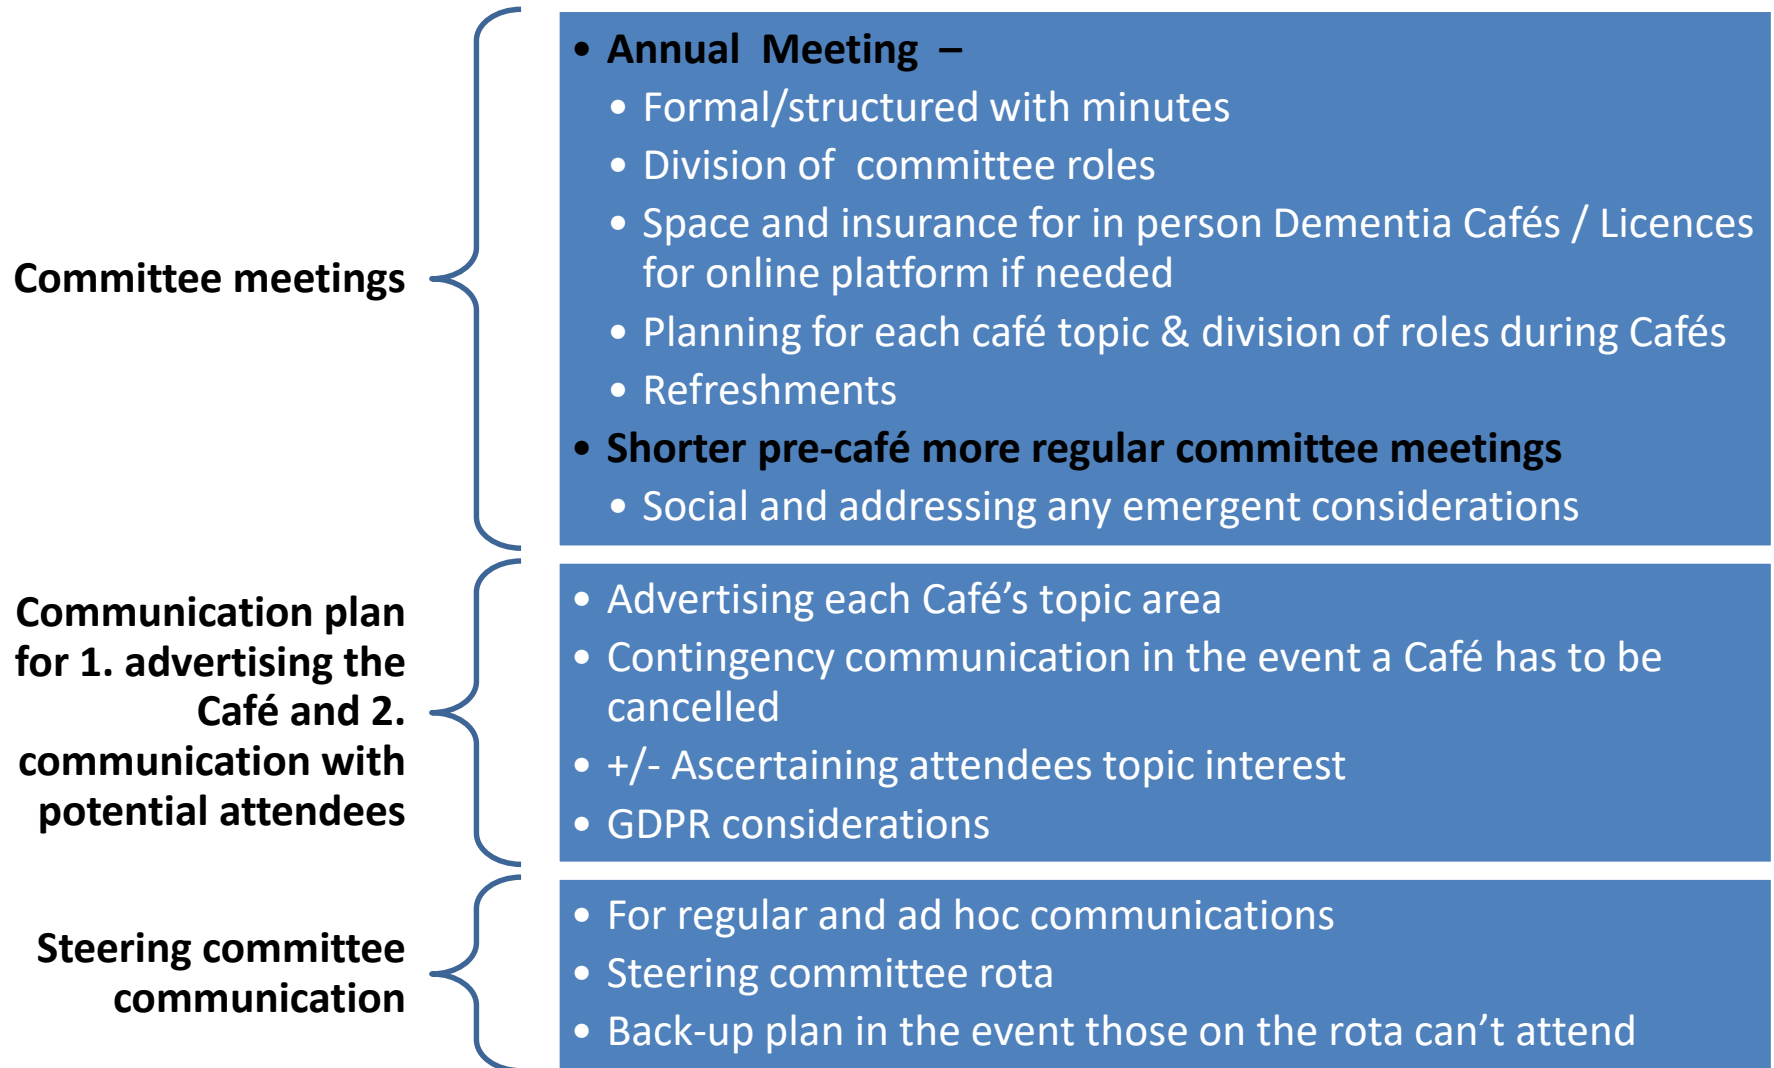 Committee meetings
• Annual Meeting –
• Formal/structured with minutes
• Division of committee roles
• Space and insurance for in person Dementia Cafés / Licences
for online platform if needed
• Planning for each café topic & division of roles during Cafés
• Refreshments
• Shorter pre-café more regular committee meetings
• Social and addressing any emergent considerations
Communication plan
for 1. advertising the
Café and 2.
communication with
potential attendees
• Advertising each Café’s topic area
• Contingency communication in the event a Café has to be
cancelled
• +/- Ascertaining attendees topic interest
• GDPR considerations
Steering committee
communication
• For regular and ad hoc communications
• Steering committee rota
• Back-up plan in the event those on the rota can’t attend